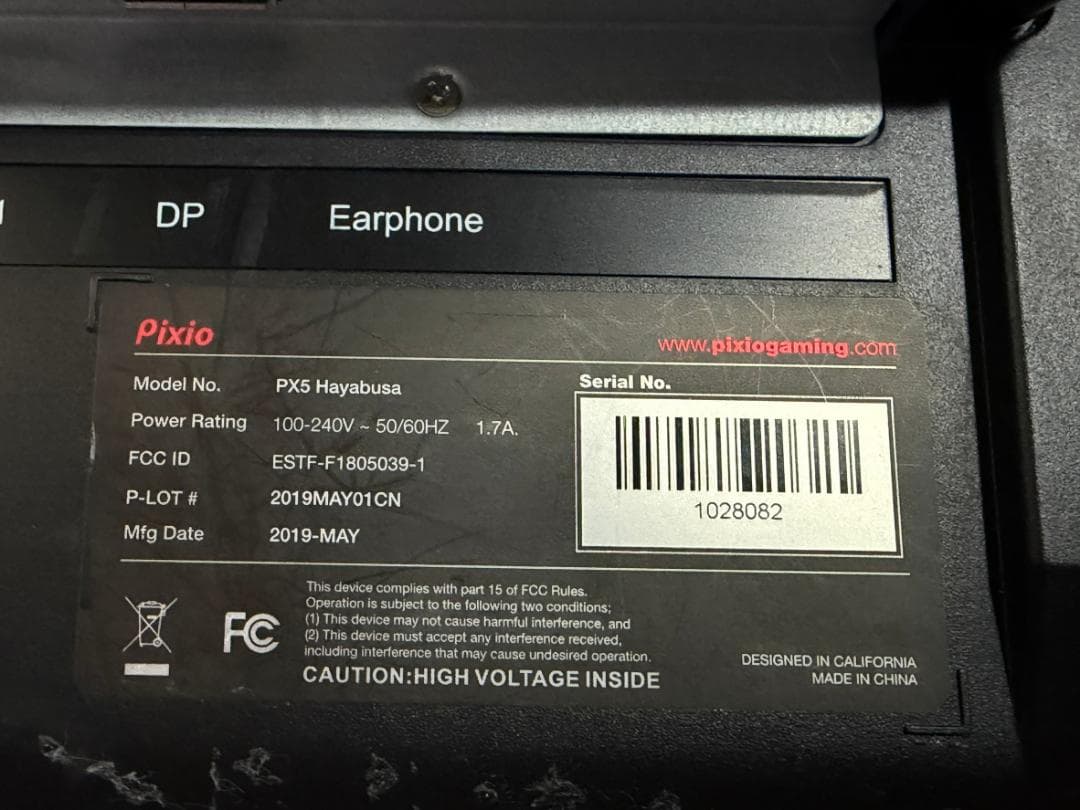 DP Earphone
Pixio
www.pixiogaming.com
Model No. PX5 Hayabusa
Serial No.
Power Rating 100-240V ~ 50/60HZ 1.7A.
FCC ID ESTF-F1805039-1
P-LOT # 2019MAY01CN
1028082
Mfg Date 2019-MAY
This device complies with part 15 of FCC Rules.
Operation is subject to the following two conditions;
(1) This device may not cause harmful interference, and
(2) This device must accept any interference received,
including interference that may cause undesired operation.
CAUTION:HIGH VOLTAGE INSIDE
FC
DESIGNED IN CALIFORNIA
MADE IN CHINA